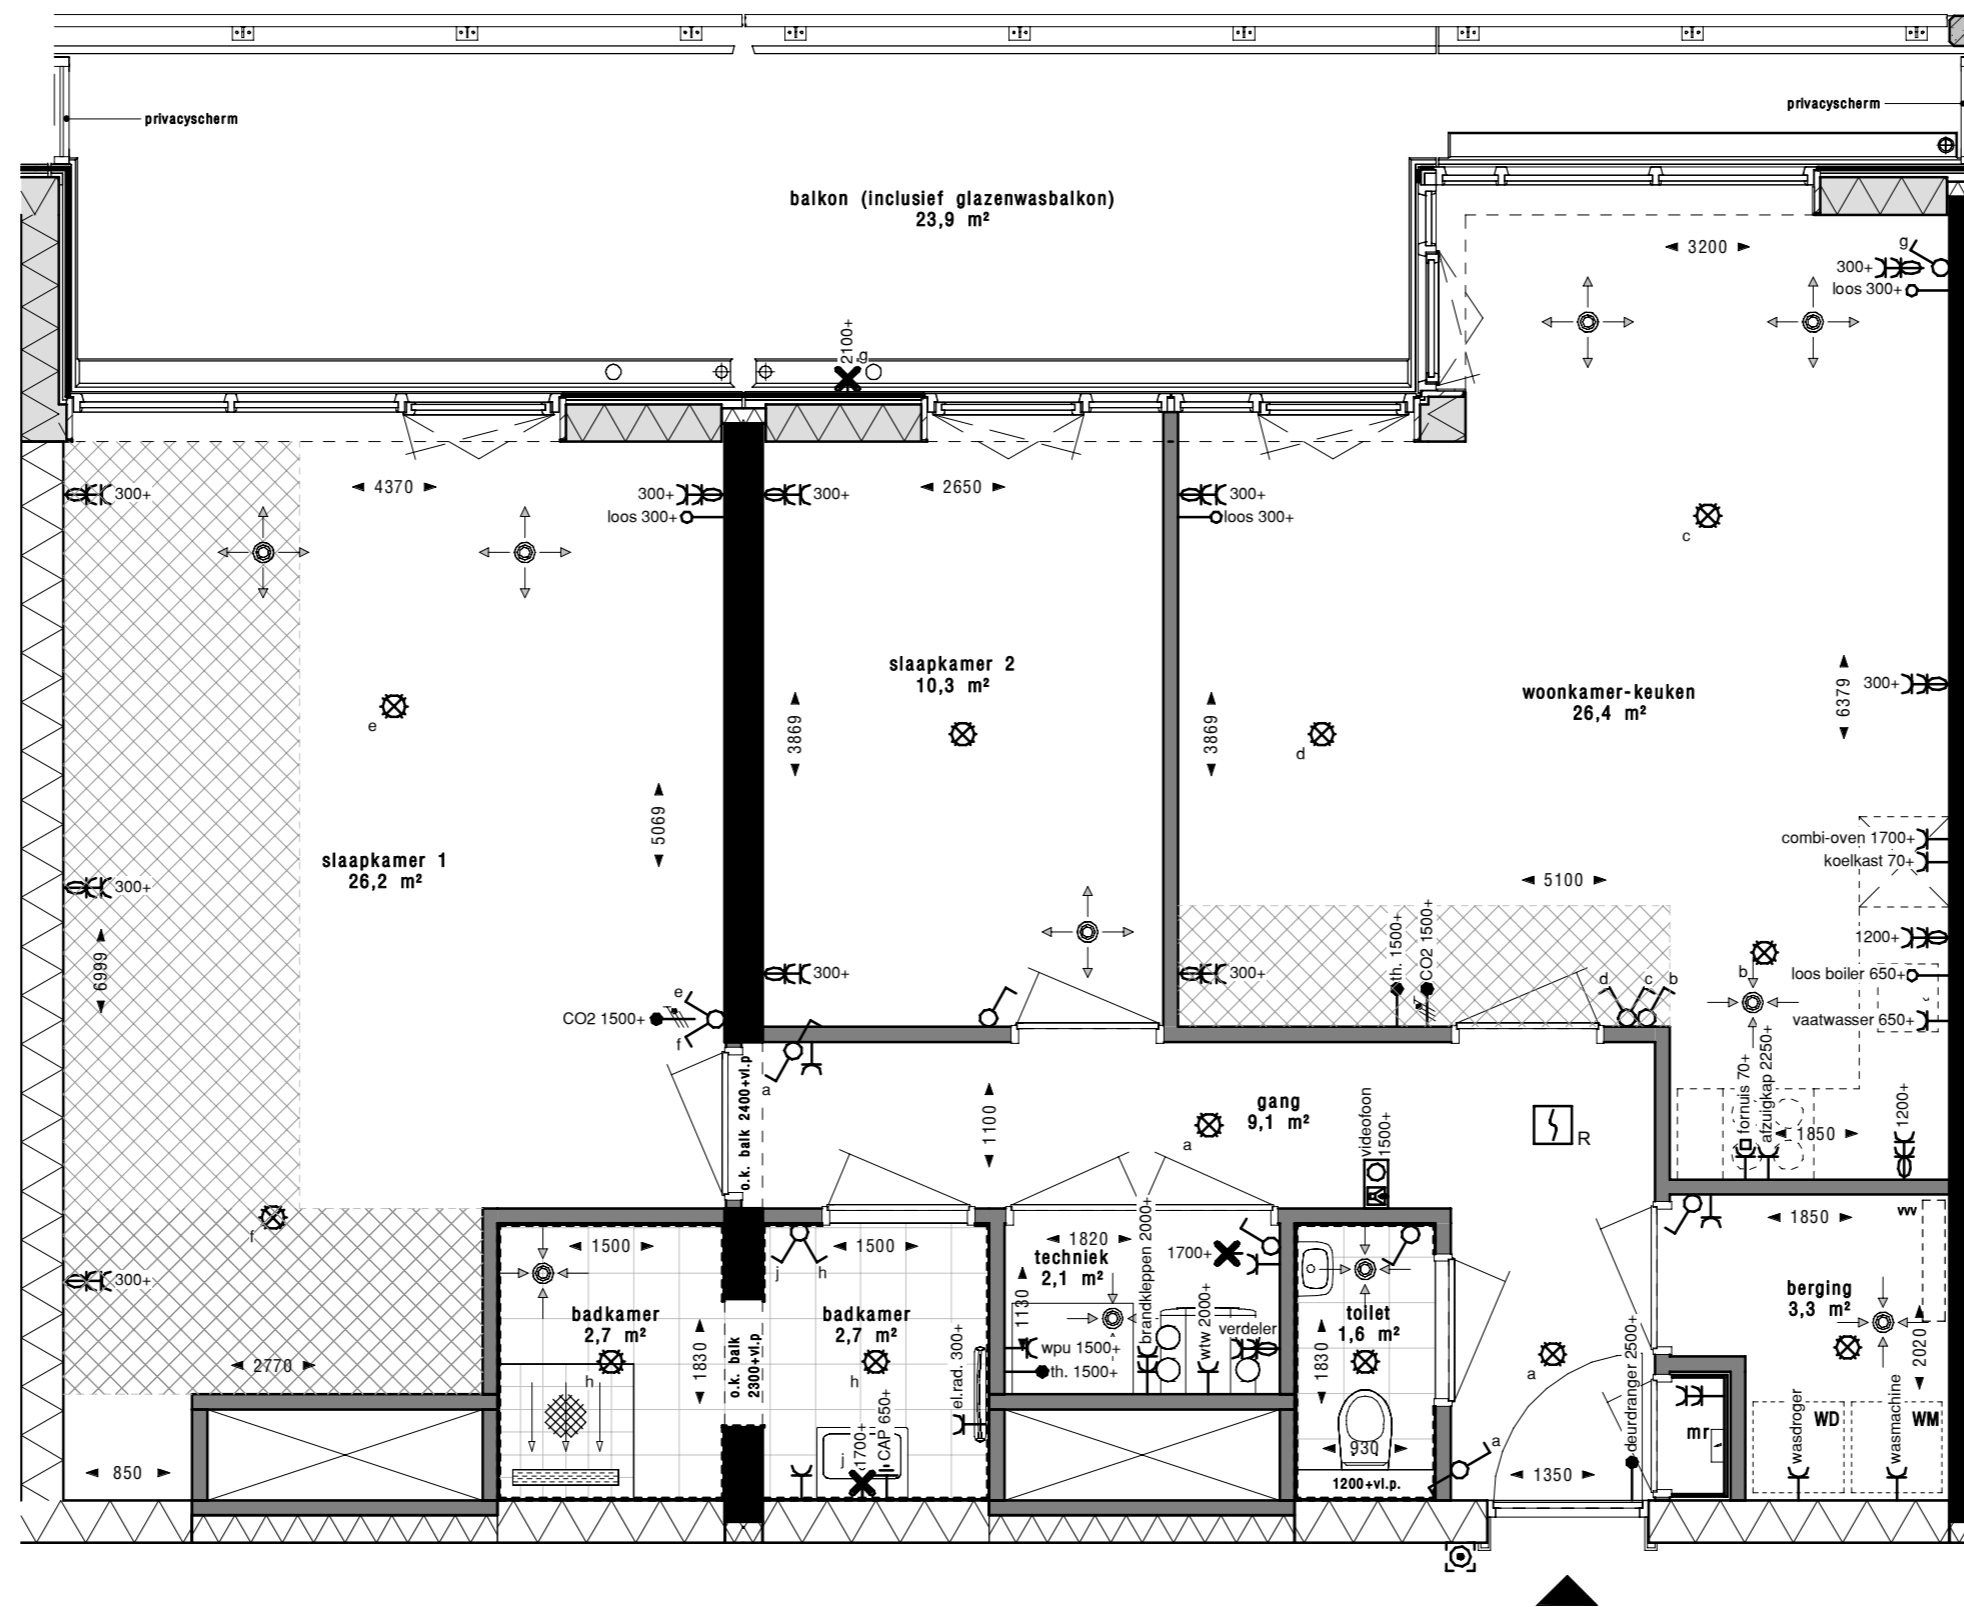 privacyscherm
privacyscherm
balkon (inclusief glazenwasbalkon)
23,9 m²
3200
g
300+
loos 300+
2100+
g
300+
4370
300+
loos 300+
300+
2650
300+
loos 300+
c
slaapkamer 2
10,3 m²
woonkamer-keuken
26,4 m²
300+
6379
e
3869
3869
d
5069
slaapkamer 1
26,2 m²
combi-oven 1700+
koelkast 70+
5100
300+
6999
300+
300+
th. 1500+
CO2 1500+
1200+
b
loos boiler 650+
d
c
b
e
CO2 1500+
f
vaatwasser 650+
a
o.k. balk 2400+vl.p
1100
gang
9,1 m²
a
videofoon
1500+
R
fornuis 70+
afzuigkap 2250+
1850
1200+
f
300+
1500
j
h
1500
1820
techniek
2,1 m²
1130
brandkleppen 2000+
1700+
1850
vvv
berging
3,3 m²
2020
badkamer
2,7 m²
h
1830
o.k. balk
2300+vl.p
badkamer
2,7 m²
h
el.rad. 300+
wpu 1500+
th. 1500+
wtw 2000+
verdeler
toilet
1,6 m²
1830
a
deurdranger 2500+
2770
850
j
1700+
CAP 650+
930
1200+vl.p.
a
1350
mr
wasdroger
WD
wasmachine
WM